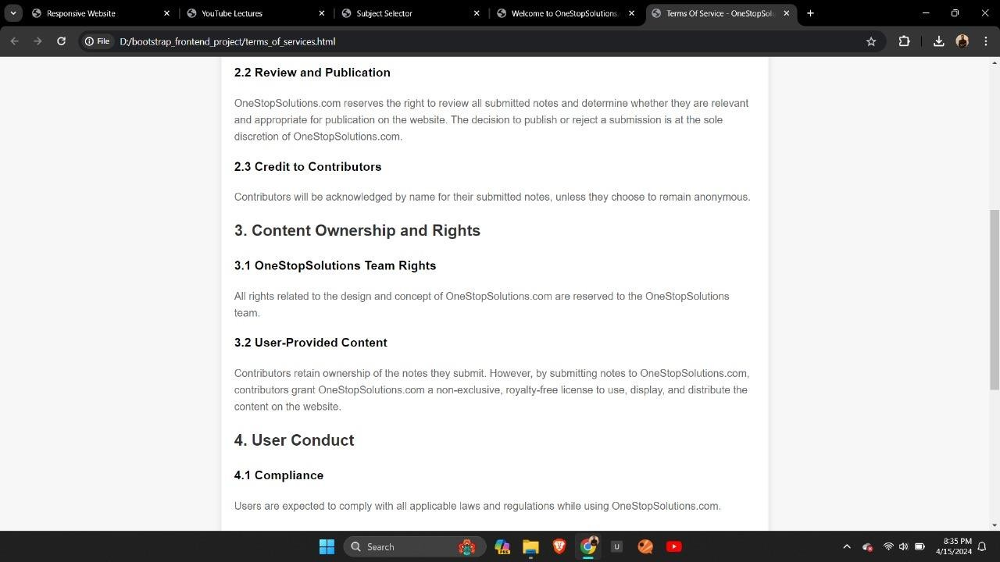 Responsive Website
YouTube Lectures
Subject Selector
Welcome to OneStopSolutions.
Terms Of Service - OneStopSolu
File
D:/bootstrap_frontend_project/terms_of_services.html
2.2 Review and Publication
OneStopSolutions.com reserves the right to review all submitted notes and determine whether they are relevant
and appropriate for publication on the website. The decision to publish or reject a submission is at the sole
discretion of OneStopSolutions.com.
2.3 Credit to Contributors
Contributors will be acknowledged by name for their submitted notes, unless they choose to remain anonymous.
3. Content Ownership and Rights
3.1 OneStopSolutions Team Rights
All rights related to the design and concept of OneStopSolutions.com are reserved to the OneStopSolutions
team.
3.2 User-Provided Content
Contributors retain ownership of the notes they submit. However, by submitting notes to OneStopSolutions.com,
contributors grant OneStopSolutions.com a non-exclusive, royalty-free license to use, display, and distribute the
content on the website.
4. User Conduct
4.1 Compliance
Users are expected to comply with all applicable laws and regulations while using OneStopSolutions.com.
Search
PRE
U
8:35 PM
4/15/2024